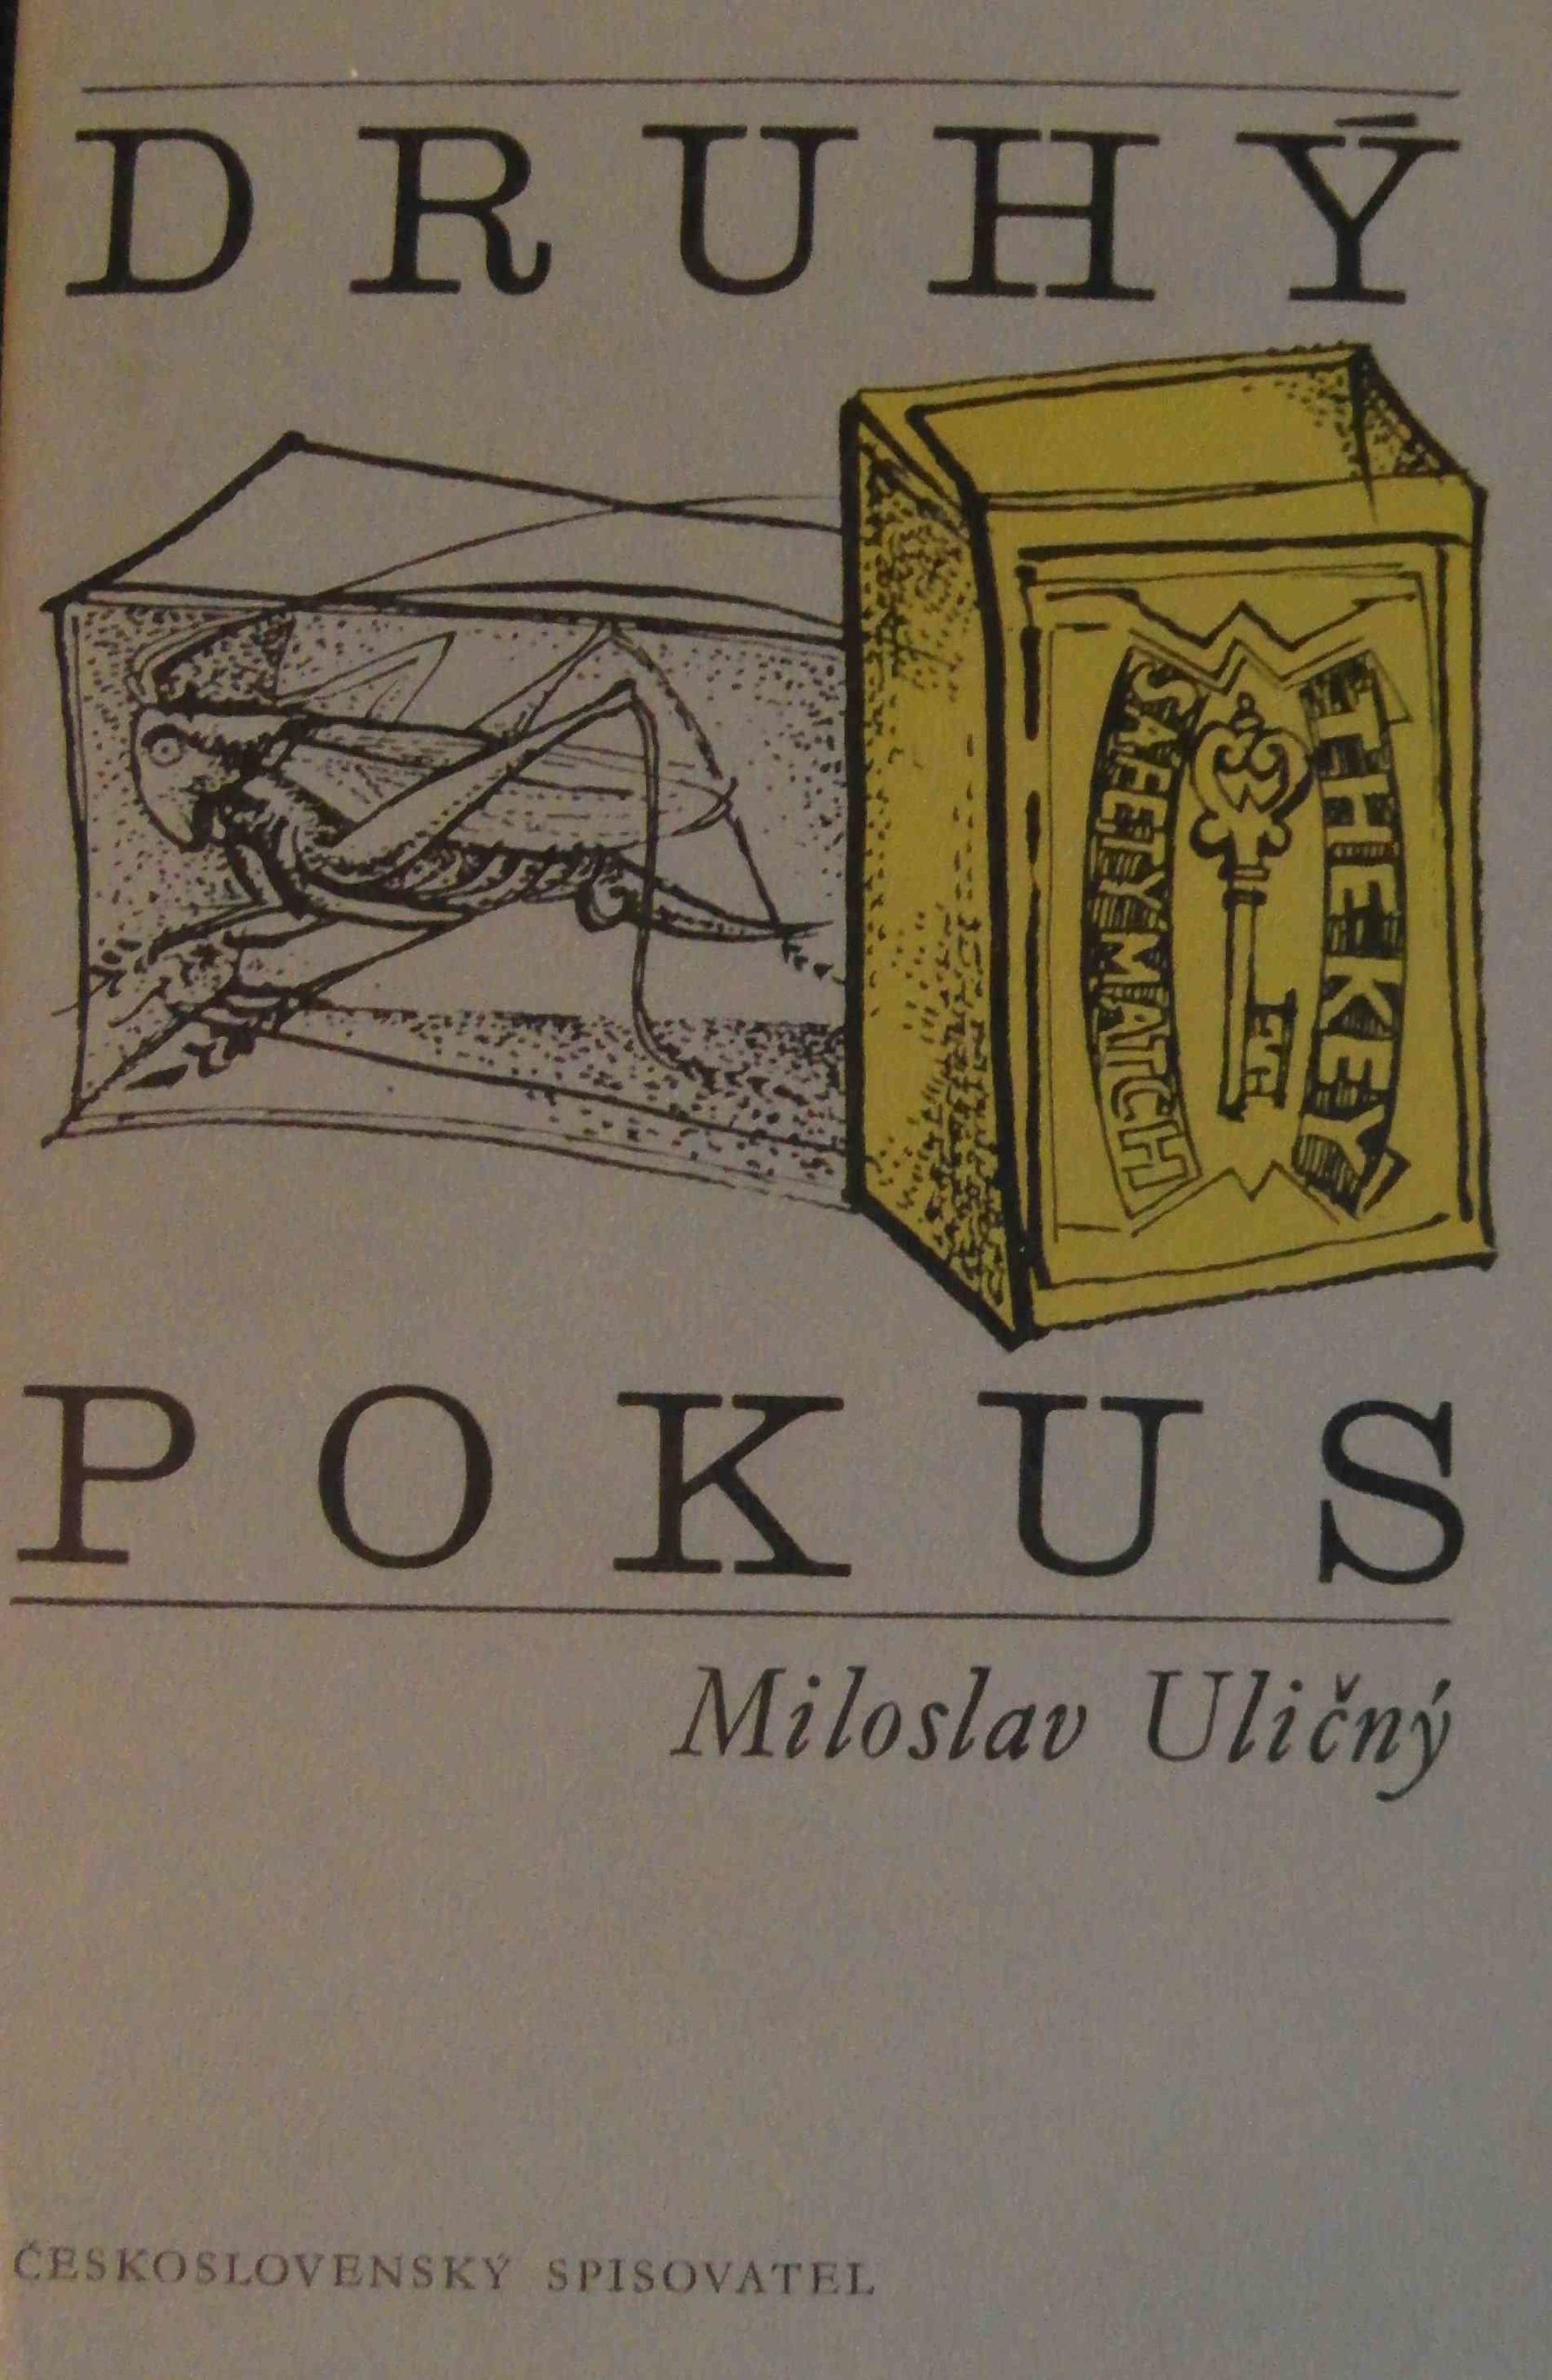 DRUHÝ
SAFETY MATCH
THE KEY
POKUS
Miloslav Uličný
ČESKOSLOVENSKÝ SPISOVATEL